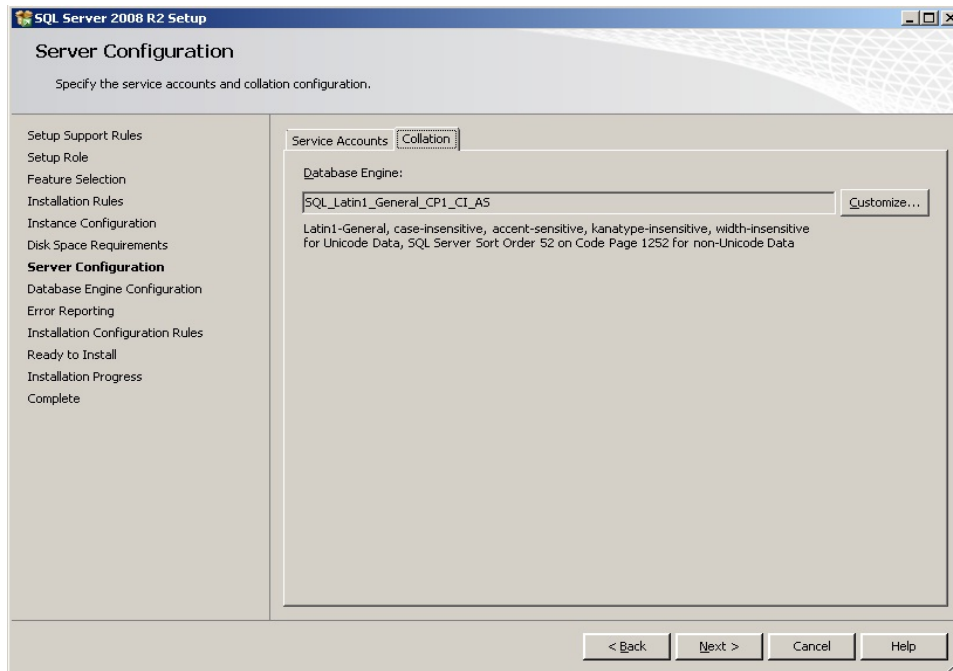 SQL Server 2008 R2 Setup
Server Configuration
Specify the service accounts and collation configuration.
Setup Support Rules
Setup Role
Feature Selection
Installation Rules
Instance Configuration
Disk Space Requirements
Server Configuration
Database Engine Configuration
Error Reporting
Installation Configuration Rules
Ready to Install
Installation Progress
Complete
Service Accounts Collation
Database Engine:
SQL_Latin1_General_CP1_CI_AS Customize...
Latin1-General, case-insensitive, accent-sensitive, kanatype-insensitive, width-insensitive
for Unicode Data, SQL Server Sort Order 52 on Code Page 1252 for non-Unicode Data
< Back Next > Cancel Help